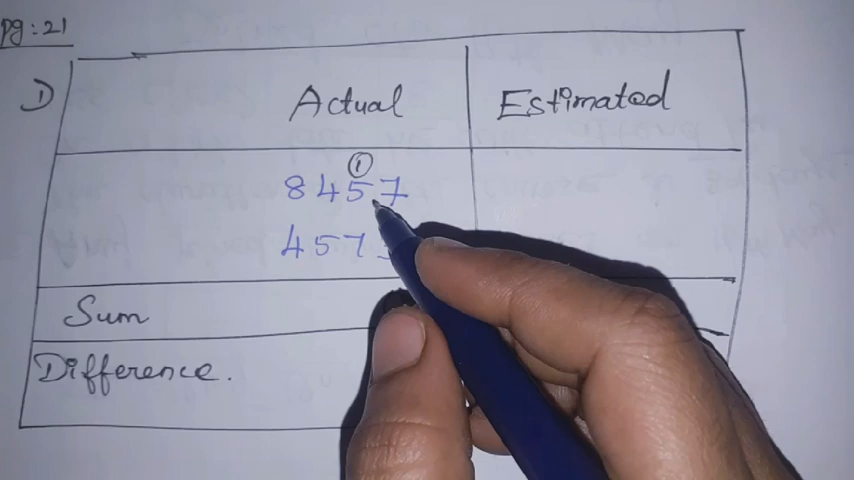 pg:21
1) Actual Estimated
1
8457
457
Sum
Difference.